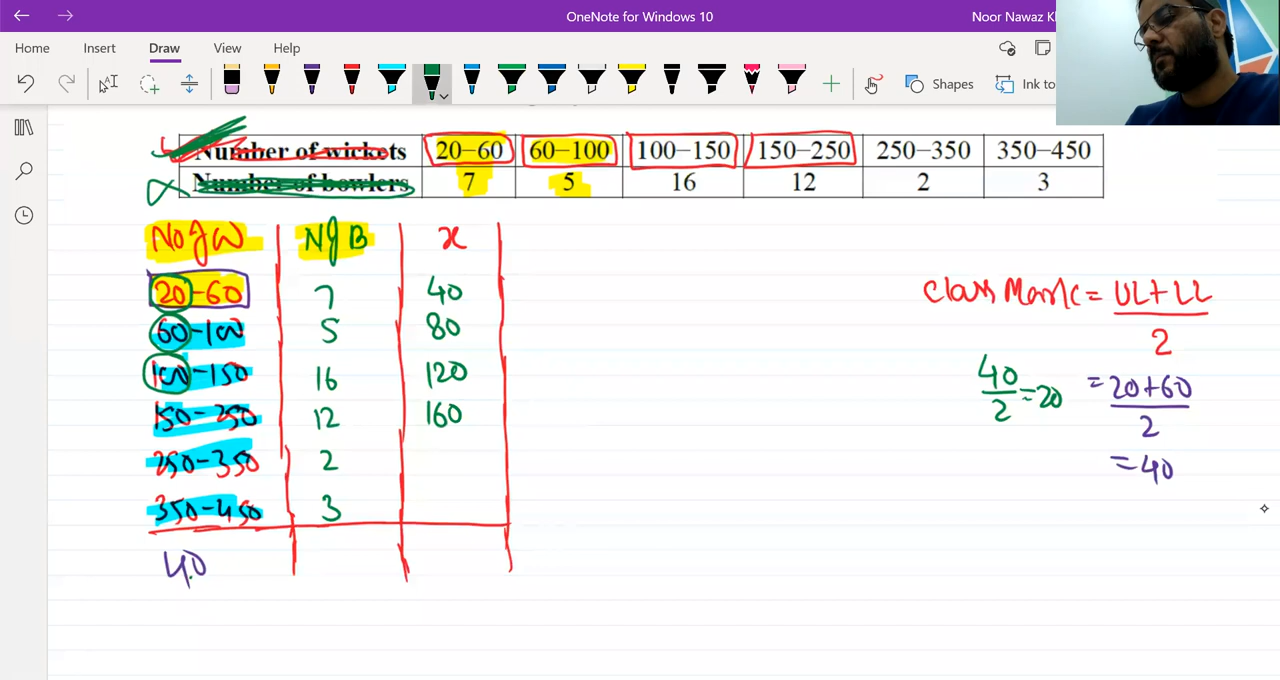 OneNote for Windows 10
Noor Nawaz Kh
Home Insert Draw View Help
Shapes
Ink to
Number of wickets 20–60 60–100 100–150 150–250 250–350 350–450
Number of bowlers 7 5 16 12 2 3
No of W N of B x
20-60 7 40
60-100 5 80
100-150 16 120
150-250 12 160
250-350 2
350-450 3
40
Class Mark = UL+LL
2
= 20+60
2
= 40
40
2
=20